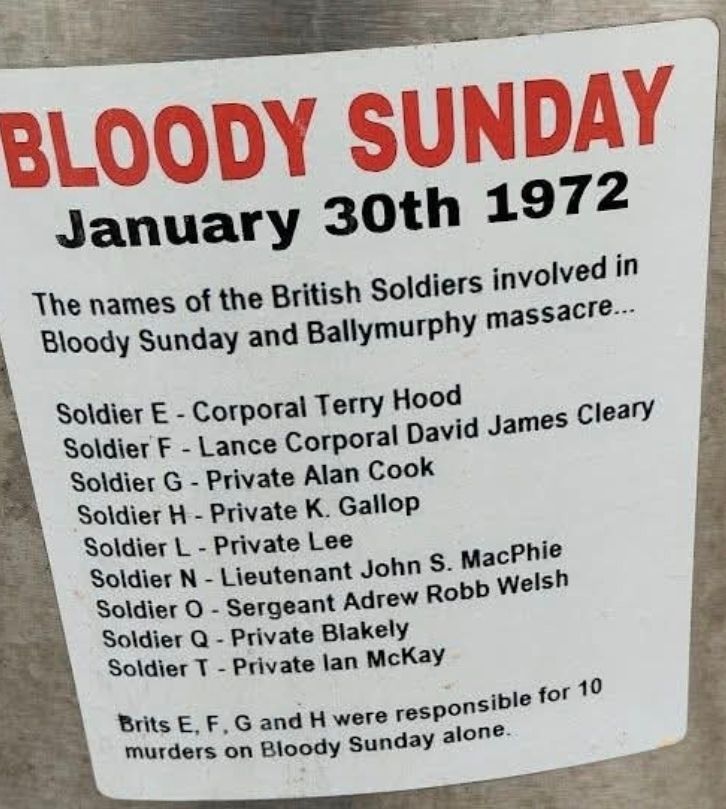 BLOODY SUNDAY
January 30th 1972
The names of the British Soldiers involved in
Bloody Sunday and Ballymurphy massacre...
Soldier E - Corporal Terry Hood
Soldier F - Lance Corporal David James Cleary
Soldier G - Private Alan Cook
Soldier H - Private K. Gallop
Soldier L - Private Lee
Soldier N - Lieutenant John S. MacPhie
Soldier O - Sergeant Adrew Robb Welsh
Soldier Q - Private Blakely
Soldier T - Private Ian McKay
Brits E, F, G and H were responsible for 10
murders on Bloody Sunday alone.